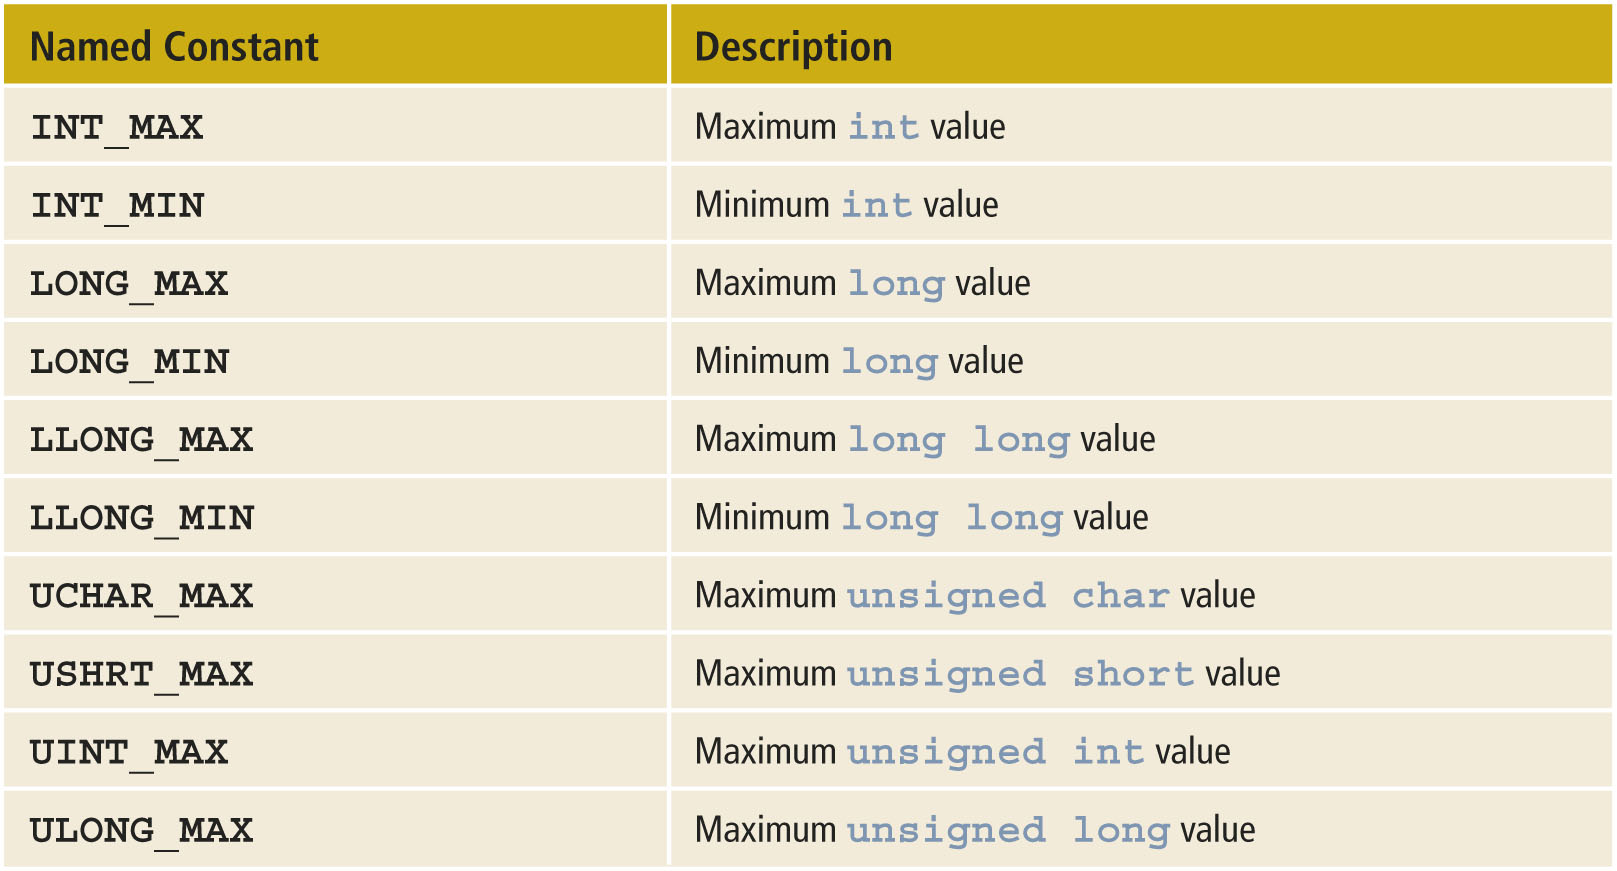 Named Constant Description
INT_MAX Maximum int value
INT_MIN Minimum int value
LONG_MAX Maximum long value
LONG_MIN Minimum long value
LLONG_MAX Maximum long long value
LLONG_MIN Minimum long long value
UCHAR_MAX Maximum unsigned char value
USHRT_MAX Maximum unsigned short value
UINT_MAX Maximum unsigned int value
ULONG_MAX Maximum unsigned long value